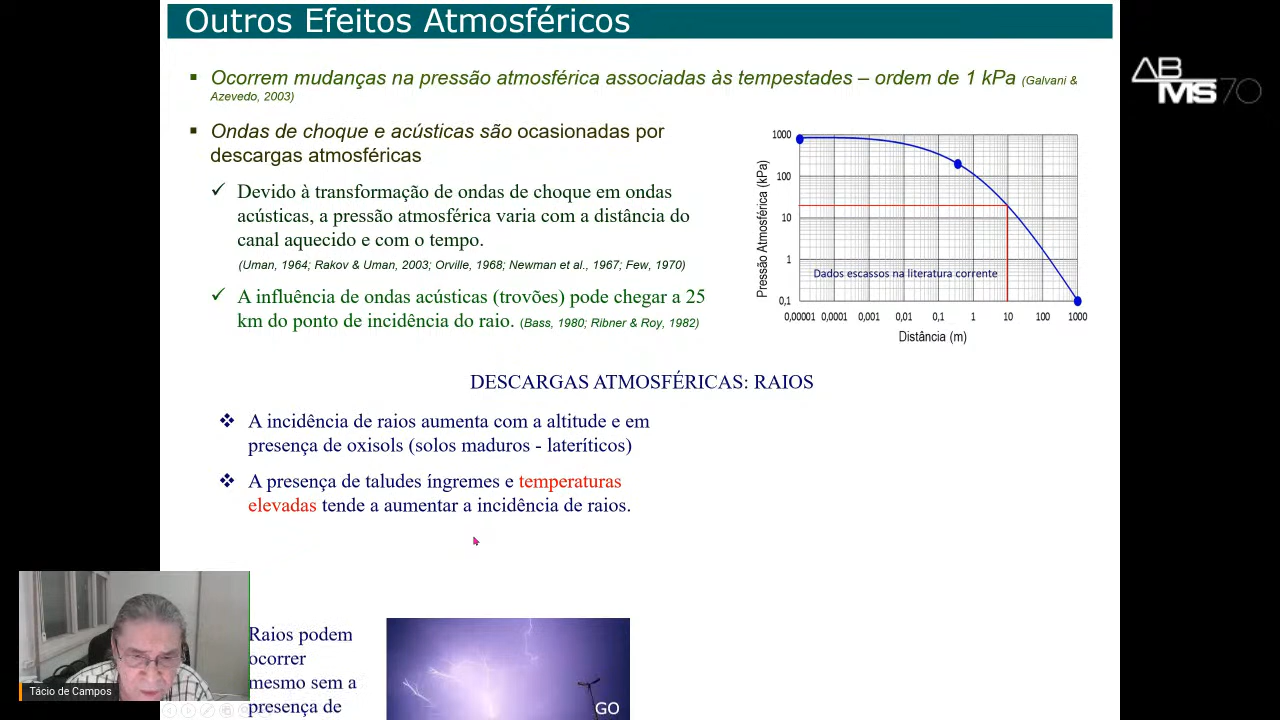 Outros Efeitos Atmosféricos
▪ Ocorrem mudanças na pressão atmosférica associadas às tempestades – ordem de 1 kPa (Galvani &
Azevedo, 2003)
▪ Ondas de choque e acústicas são ocasionadas por
descargas atmosféricas
✓ Devido à transformação de ondas de choque em ondas
acústicas, a pressão atmosférica varia com a distância do
canal aquecido e com o tempo.
(Uman, 1964; Rakov & Uman, 2003; Orville, 1968; Newman et al., 1967; Few, 1970)
✓ A influência de ondas acústicas (trovões) pode chegar a 25
km do ponto de incidência do raio. (Bass, 1980; Ribner & Roy, 1982)
ABMS70
Pressão Atmosférica (kPa)
1000
100
10
1
0,1
Dados escassos na literatura corrente
0,00001 0,0001 0,001 0,01 0,1 1 10 100 1000
Distância (m)
DESCARGAS ATMOSFÉRICAS: RAIOS
❖ A incidência de raios aumenta com a altitude e em
presença de oxisols (solos maduros - lateríticos)
❖ A presença de taludes íngremes e temperaturas
elevadas tende a aumentar a incidência de raios.
Raios podem
ocorrer
mesmo sem a
presença de
GO
Tácio de Campos